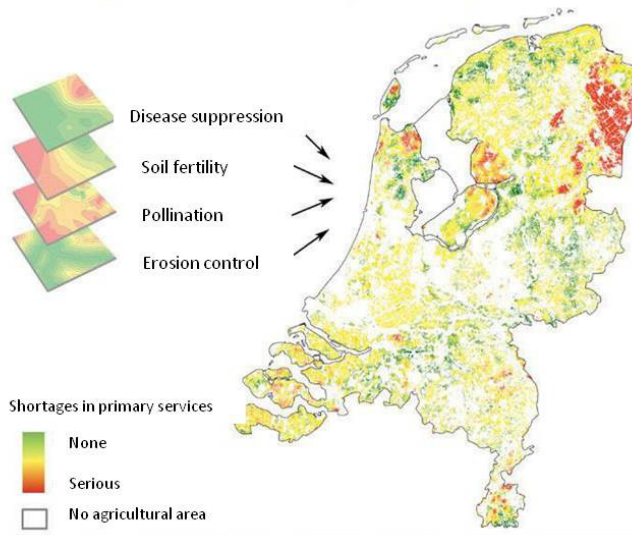 Disease suppression
Soil fertility
Pollination
Erosion control
Shortages in primary services
None
Serious
No agricultural area